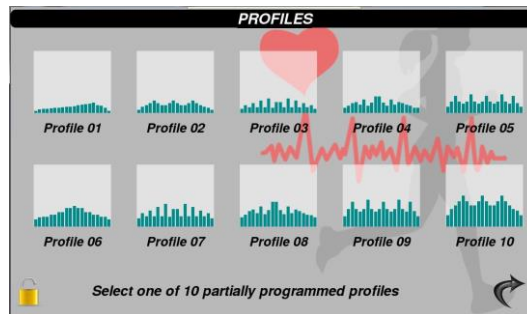 PROFILES
Profile 01 Profile 02 Profile 03 Profile 04 Profile 05
Profile 06 Profile 07 Profile 08 Profile 09 Profile 10
Select one of 10 partially programmed profiles